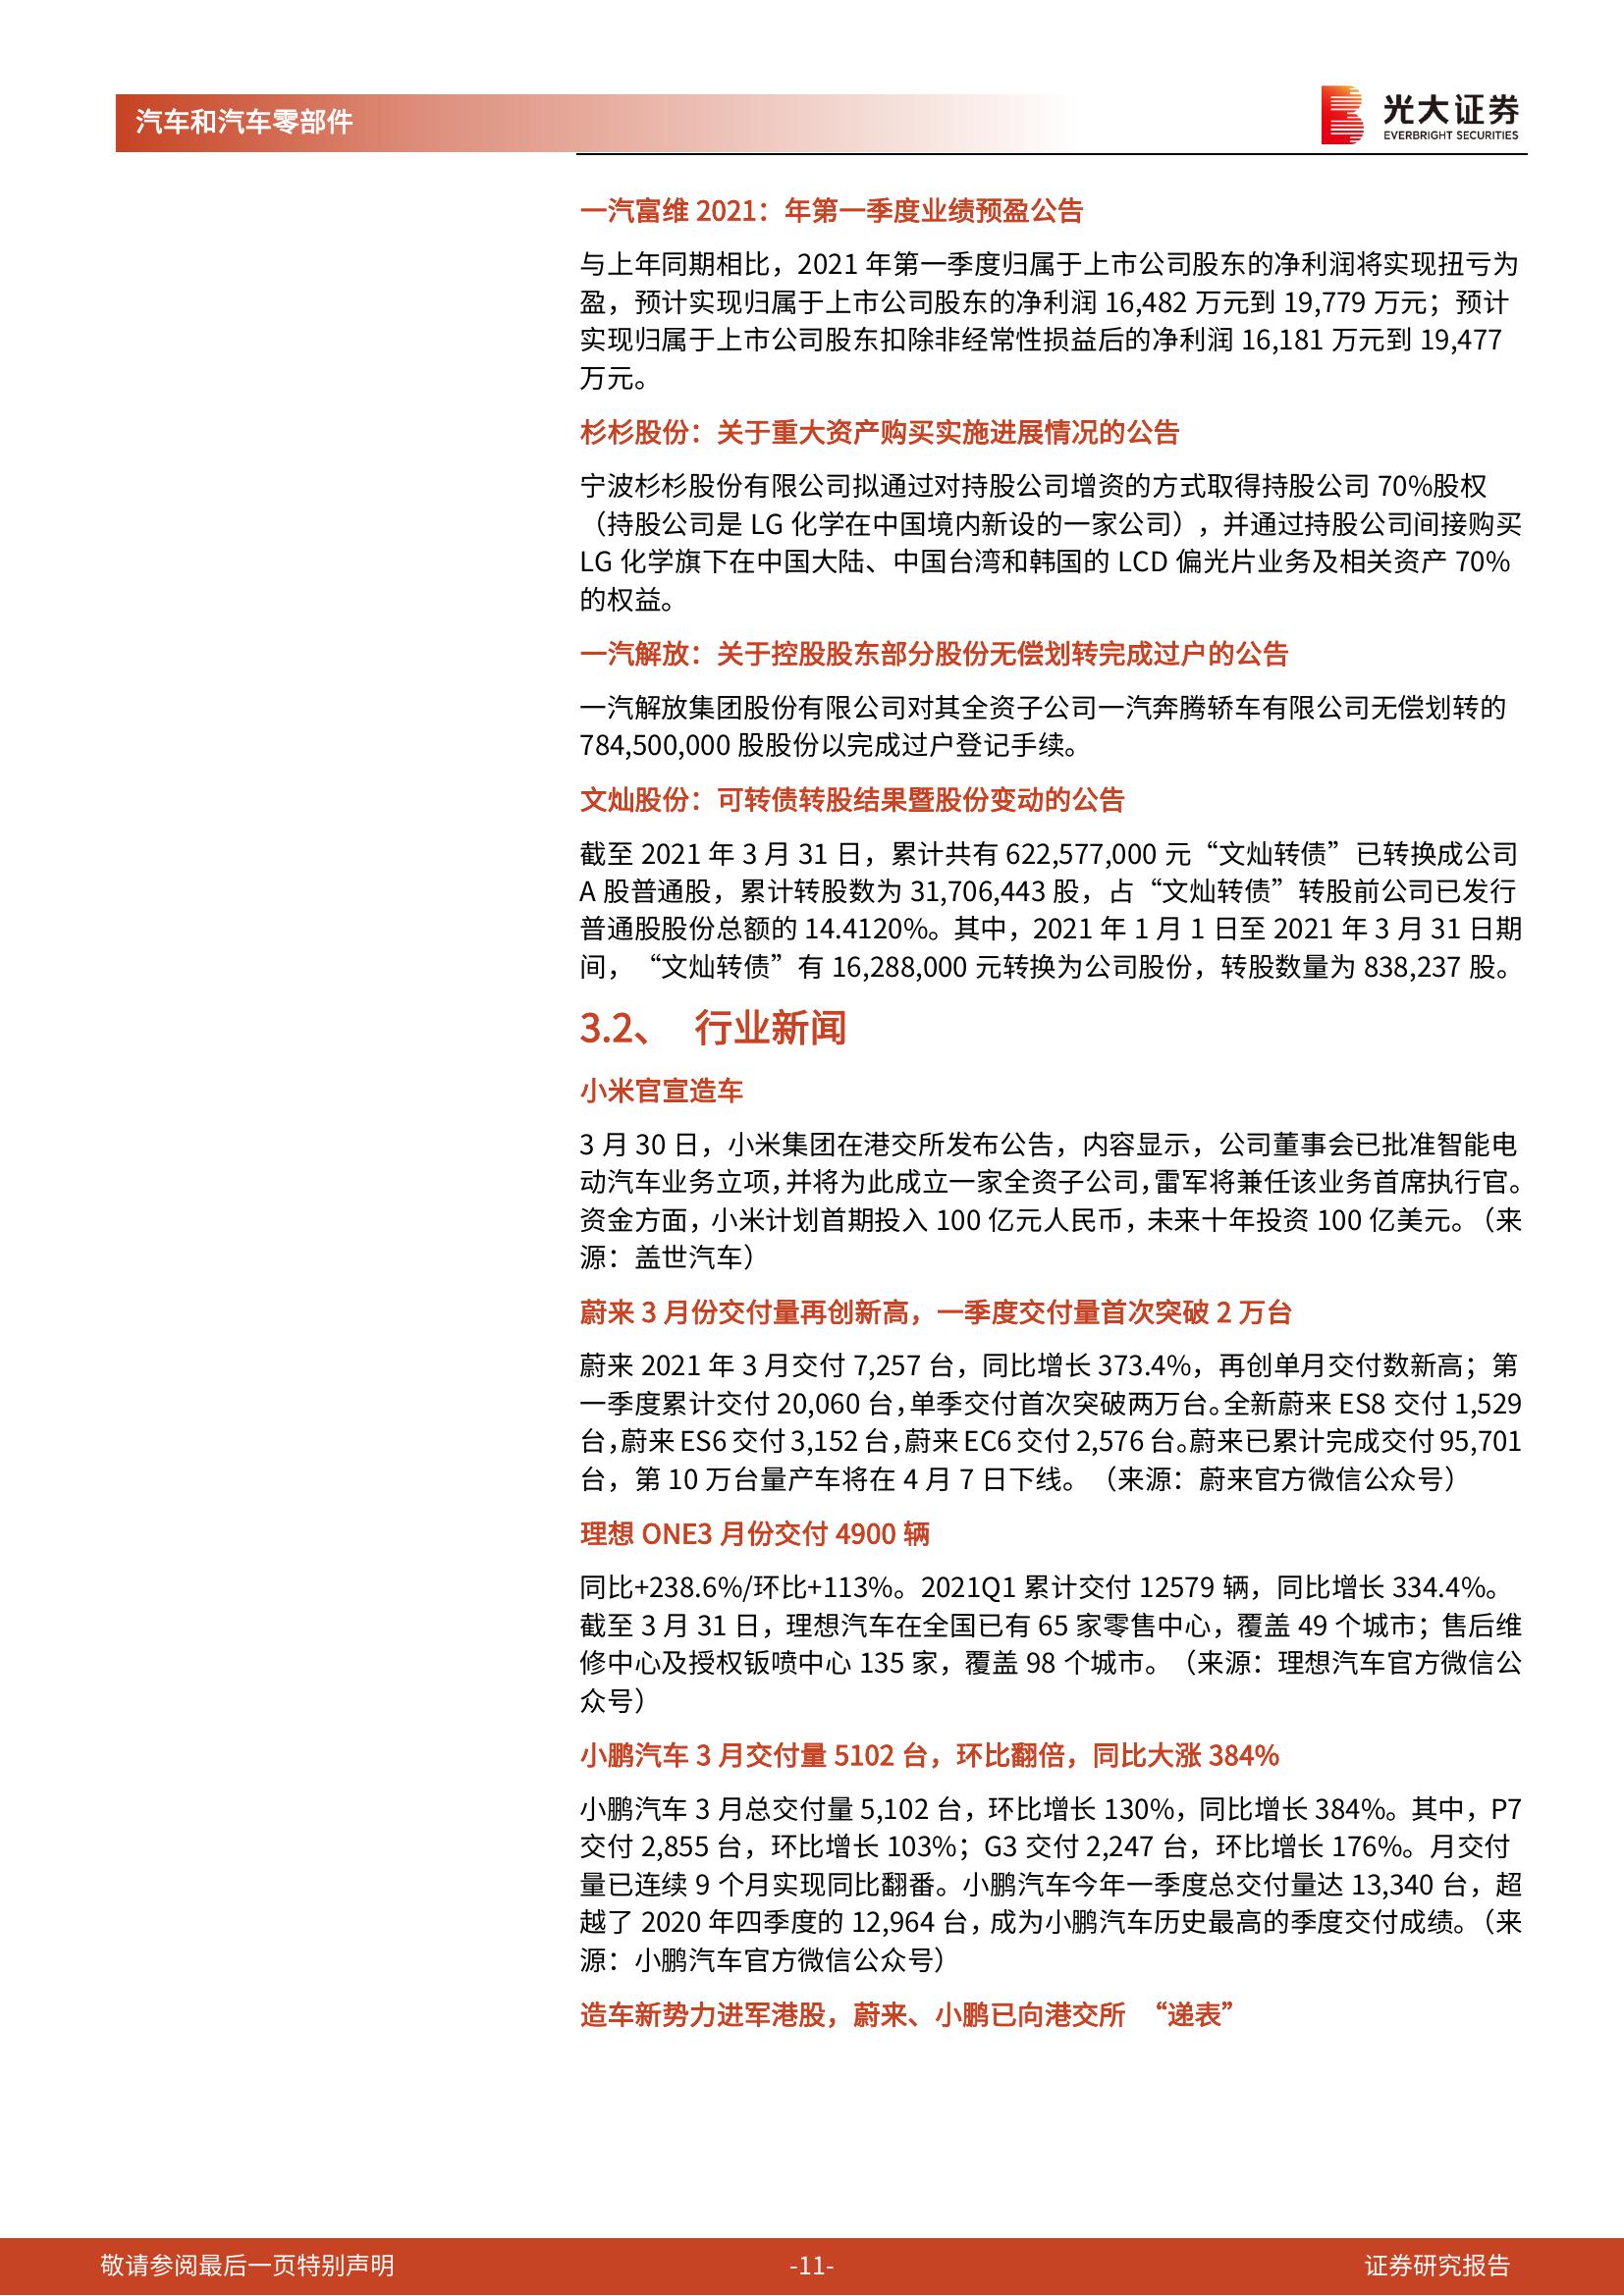 汽车和汽车零部件
光大证券
EVERBRIGHT SECURITIES
一汽富维 2021：年第一季度业绩预盈公告
与上年同期相比，2021 年第一季度归属于上市公司股东的净利润将实现扭亏为
盈，预计实现归属于上市公司股东的净利润 16,482 万元到 19,779 万元；预计
实现归属于上市公司股东扣除非经常性损益后的净利润 16,181 万元到 19,477
万元。
杉杉股份：关于重大资产购买实施进展情况的公告
宁波杉杉股份有限公司拟通过对持股公司增资的方式取得持股公司 70%股权
（持股公司是 LG 化学在中国境内新设的一家公司），并通过持股公司间接购买
LG 化学旗下在中国大陆、中国台湾和韩国的 LCD 偏光片业务及相关资产 70%
的权益。
一汽解放：关于控股股东部分股份无偿划转完成过户的公告
一汽解放集团股份有限公司对其全资子公司一汽奔腾轿车有限公司无偿划转的
784,500,000 股股份以完成过户登记手续。
文灿股份：可转债转股结果暨股份变动的公告
截至 2021 年 3 月 31 日，累计共有 622,577,000 元“文灿转债”已转换成公司
A 股普通股，累计转股数为 31,706,443 股，占“文灿转债”转股前公司已发行
普通股股份总额的 14.4120%。其中，2021 年 1 月 1 日至 2021 年 3 月 31 日期
间，“文灿转债”有 16,288,000 元转换为公司股份，转股数量为 838,237 股。
3.2、 行业新闻
小米官宣造车
3 月 30 日，小米集团在港交所发布公告，内容显示，公司董事会已批准智能电
动汽车业务立项，并将为此成立一家全资子公司，雷军将兼任该业务首席执行官。
资金方面，小米计划首期投入 100 亿元人民币，未来十年投资 100 亿美元。（来
源：盖世汽车）
蔚来 3 月份交付量再创新高，一季度交付量首次突破 2 万台
蔚来 2021 年 3 月交付 7,257 台，同比增长 373.4%，再创单月交付数新高；第
一季度累计交付 20,060 台，单季交付首次突破两万台。全新蔚来 ES8 交付 1,529
台，蔚来 ES6 交付 3,152 台，蔚来 EC6 交付 2,576 台。蔚来已累计完成交付 95,701
台，第 10 万台量产车将在 4 月 7 日下线。（来源：蔚来官方微信公众号）
理想 ONE3 月份交付 4900 辆
同比+238.6%/环比+113%。2021Q1 累计交付 12579 辆，同比增长 334.4%。
截至 3 月 31 日，理想汽车在全国已有 65 家零售中心，覆盖 49 个城市；售后维
修中心及授权钣喷中心 135 家，覆盖 98 个城市。（来源：理想汽车官方微信公
众号）
小鹏汽车 3 月交付量 5102 台，环比翻倍，同比大涨 384%
小鹏汽车 3 月总交付量 5,102 台，环比增长 130%，同比增长 384%。其中，P7
交付 2,855 台，环比增长 103%；G3 交付 2,247 台，环比增长 176%。月交付
量已连续 9 个月实现同比翻番。小鹏汽车今年一季度总交付量达 13,340 台，超
越了 2020 年四季度的 12,964 台，成为小鹏汽车历史最高的季度交付成绩。（来
源：小鹏汽车官方微信公众号）
造车新势力进军港股，蔚来、小鹏已向港交所 “递表”
敬请参阅最后一页特别声明
-11-
证券研究报告